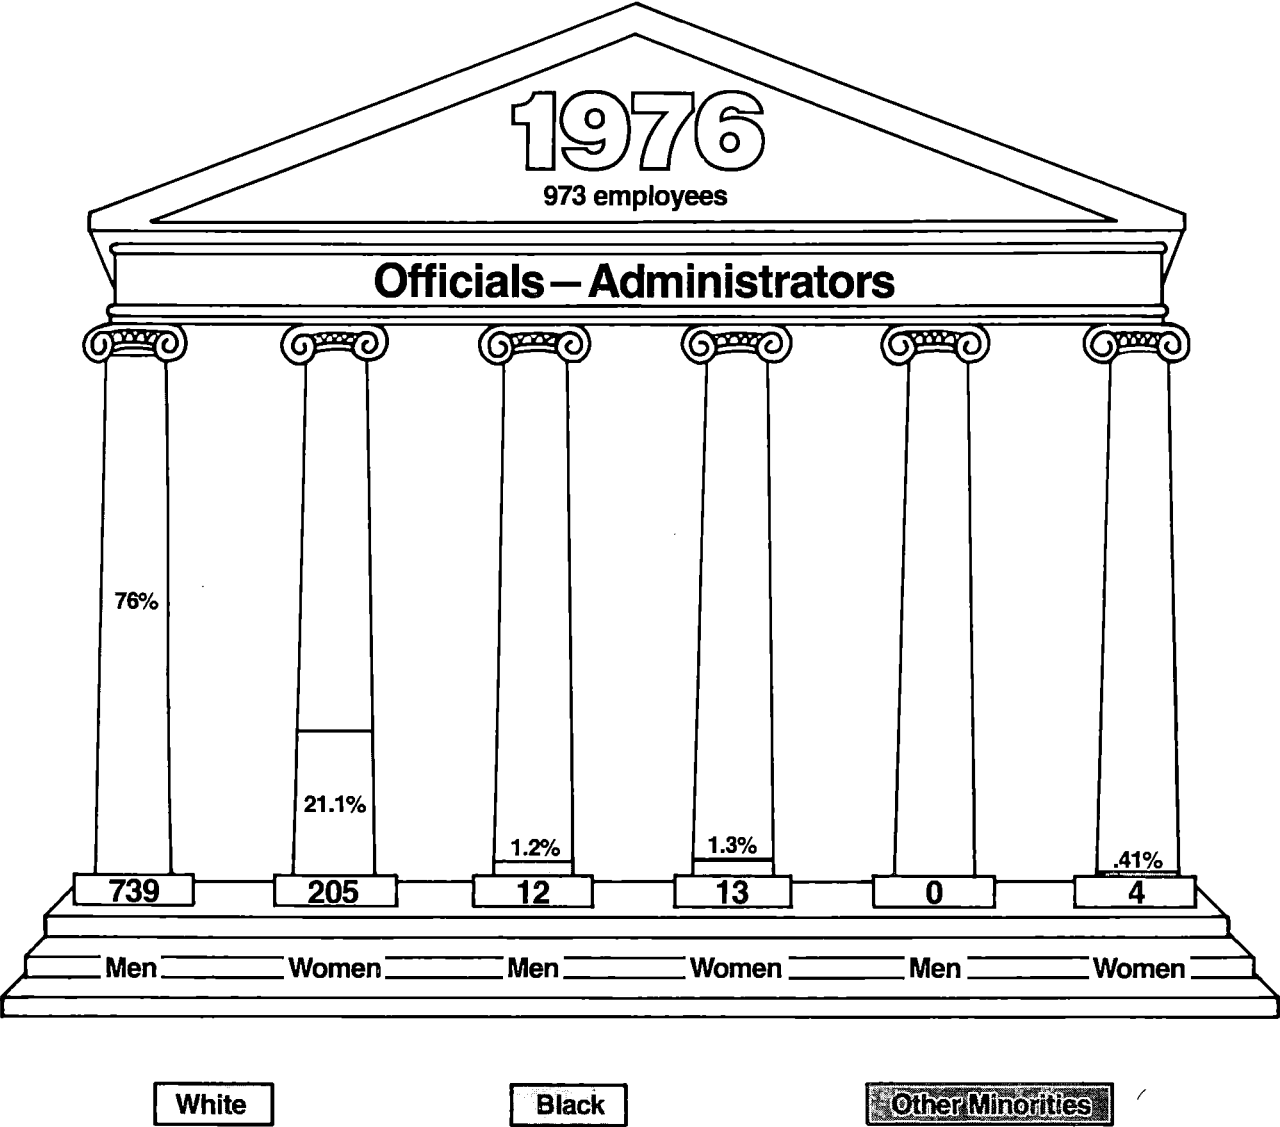 1976
973 employees
Officials—Administrators
76%
21.1%
1.2%
1.3%
.41%
739 205 12 13 0 4
Men Women Men Women Men Women
White Black Other Minorities